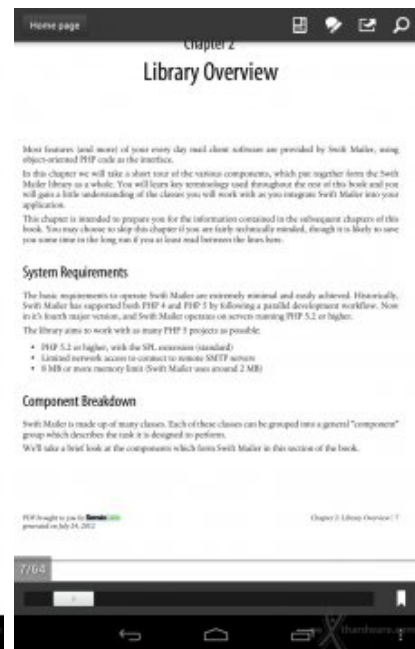 Home page
Chapter 2
Library Overview
Most features (and more) of your every day mail client software are provided by Swift Mailer, using
object-oriented PHP code as the interface.
In this chapter we will take a short tour of the various components, which put together form the Swift
Mailer library as a whole. You will learn key terminology used throughout the rest of this book and you
will gain a little understanding of the classes you will work with as you integrate Swift Mailer into your
application.
This chapter is intended to prepare you for the information contained in the subsequent chapters of this
book. You may choose to skip this chapter if you are fairly technically minded, though it is likely to save
you some time in the long run if you at least read between the lines here.
System Requirements
The basic requirements to operate Swift Mailer are extremely minimal and easily achieved. Historically,
Swift Mailer has supported both PHP 4 and PHP 5 by following a parallel development workflow. Now
in it's fourth major version, and Swift Mailer operates on servers running PHP 5.2 or higher.
The library aims to work with as many PHP 5 projects as possible:
• PHP 5.2 or higher, with the SPL extension (standard)
• Limited network access to connect to remote SMTP servers
• 8 MB or more memory limit (Swift Mailer uses around 2 MB)
Component Breakdown
Swift Mailer is made up of many classes. Each of these classes can be grouped into a general "component"
group which describes the task it is designed to perform.
We'll take a brief look at the components which form Swift Mailer in this section of the book.
PDF brought to you by
generated on July 24, 2012
Chapter 2: Library Overview | 7
7/64